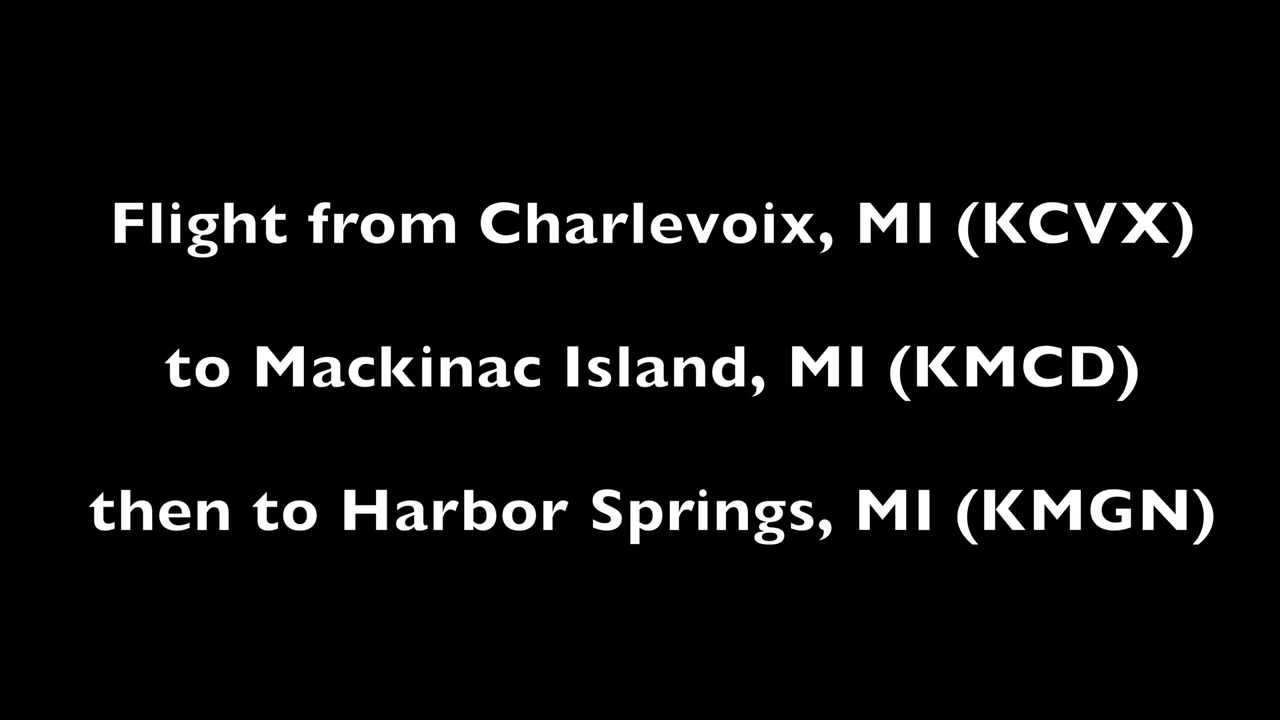 Flight from Charlevoix, MI (KCVX)
to Mackinac Island, MI (KMCD)
then to Harbor Springs, MI (KMGN)